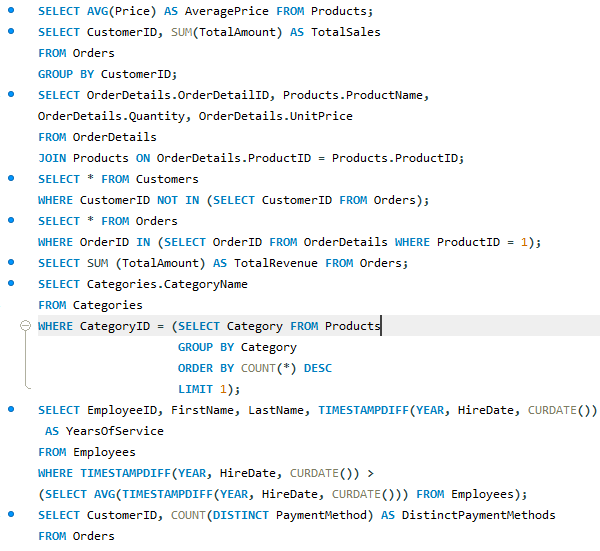 SELECT AVG(Price) AS AveragePrice FROM Products;
SELECT CustomerID, SUM(TotalAmount) AS TotalSales
FROM Orders
GROUP BY CustomerID;
SELECT OrderDetails.OrderDetailID, Products.ProductName,
OrderDetails.Quantity, OrderDetails.UnitPrice
FROM OrderDetails
JOIN Products ON OrderDetails.ProductID = Products.ProductID;
SELECT * FROM Customers
WHERE CustomerID NOT IN (SELECT CustomerID FROM Orders);
SELECT * FROM Orders
WHERE OrderID IN (SELECT OrderID FROM OrderDetails WHERE ProductID = 1);
SELECT SUM (TotalAmount) AS TotalRevenue FROM Orders;
SELECT Categories.CategoryName
FROM Categories
WHERE CategoryID = (SELECT Category FROM Products
GROUP BY Category
ORDER BY COUNT(*) DESC
LIMIT 1);
SELECT EmployeeID, FirstName, LastName, TIMESTAMPDIFF(YEAR, HireDate, CURDATE())
AS YearsOfService
FROM Employees
WHERE TIMESTAMPDIFF(YEAR, HireDate, CURDATE()) >
(SELECT AVG(TIMESTAMPDIFF(YEAR, HireDate, CURDATE())) FROM Employees);
SELECT CustomerID, COUNT(DISTINCT PaymentMethod) AS DistinctPaymentMethods
FROM Orders